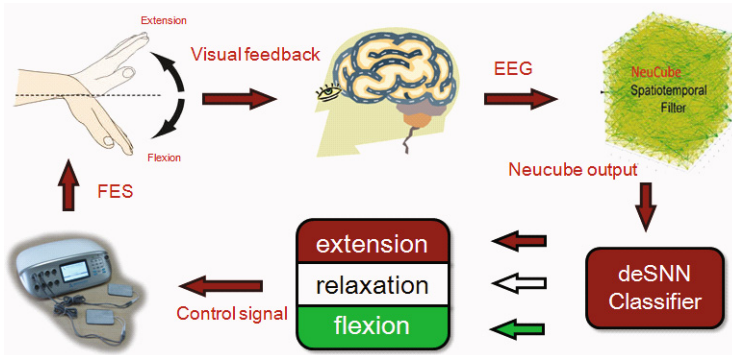 Extension
Visual feedback
EEG
NeuCube
Spatiotemporal
Filter
Flexion
Neucube output
FES
extension
relaxation
flexion
deSNN
Classifier
Control signal